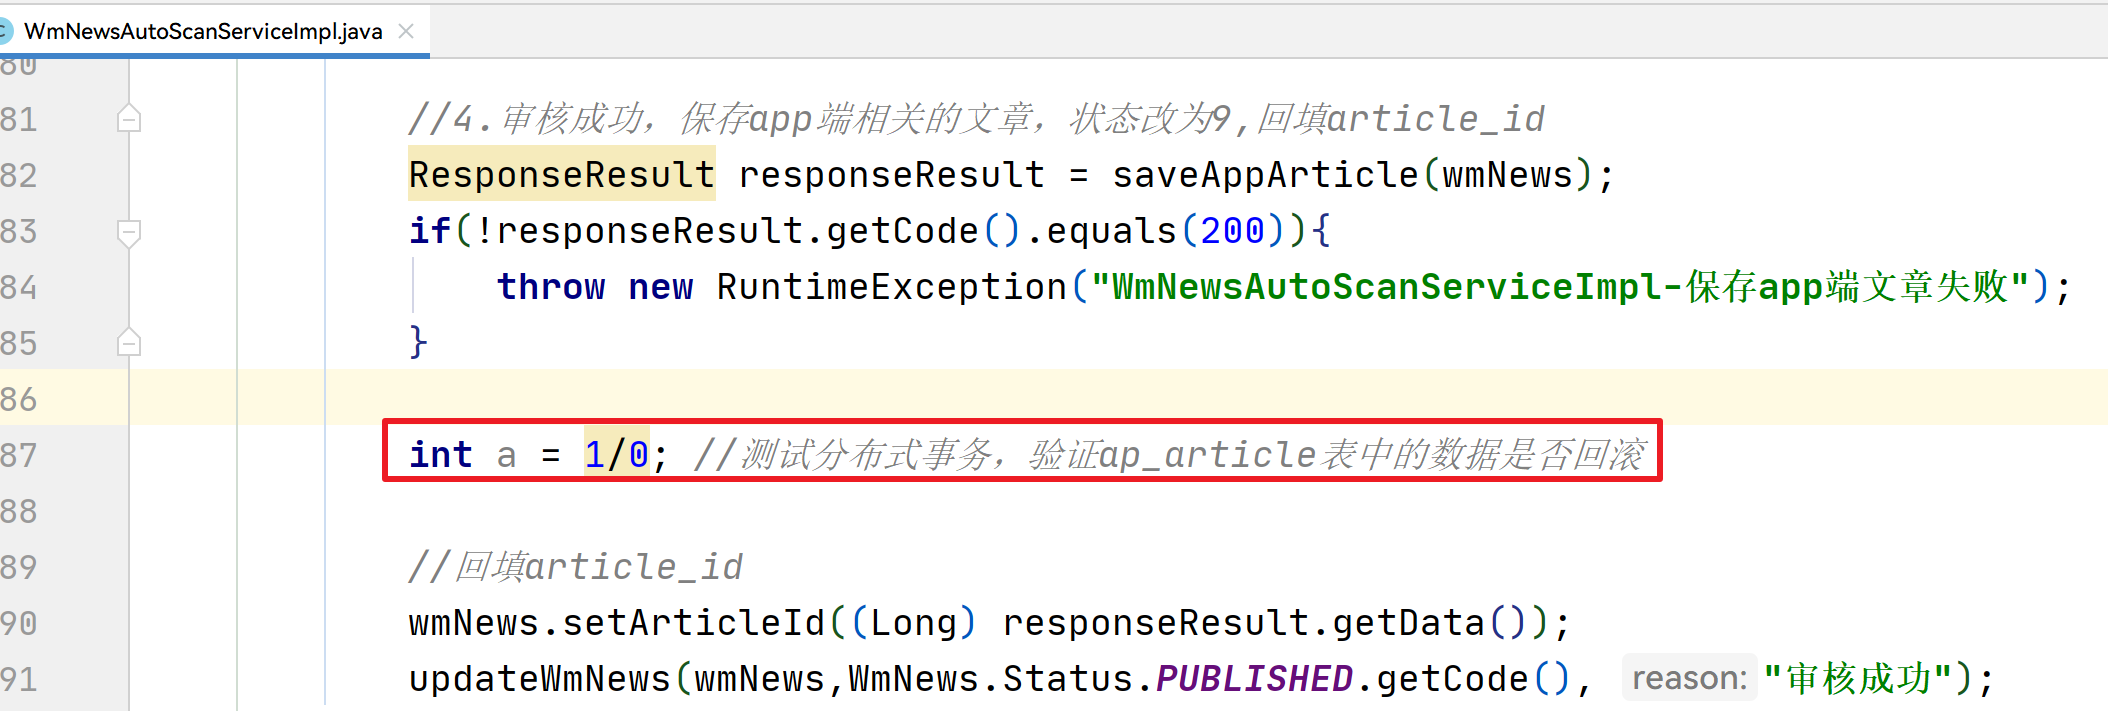 WmNewsAutoScanServiceImpl.java
80
81 //4.审核成功，保存app端相关的文章，状态改为9,回填article_id
82 ResponseResult responseResult = saveAppArticle(wmNews);
83 if(!responseResult.getCode().equals(200)){
84 throw new RuntimeException("WmNewsAutoScanServiceImpl-保存app端文章失败");
85 }
86
87 int a = 1/0; //测试分布式事务，验证ap_article表中的数据是否回滚
88
89 //回填article_id
90 wmNews.setArticleId((Long) responseResult.getData());
91 updateWmNews(wmNews,WmNews.Status.PUBLISHED.getCode(), reason: "审核成功");